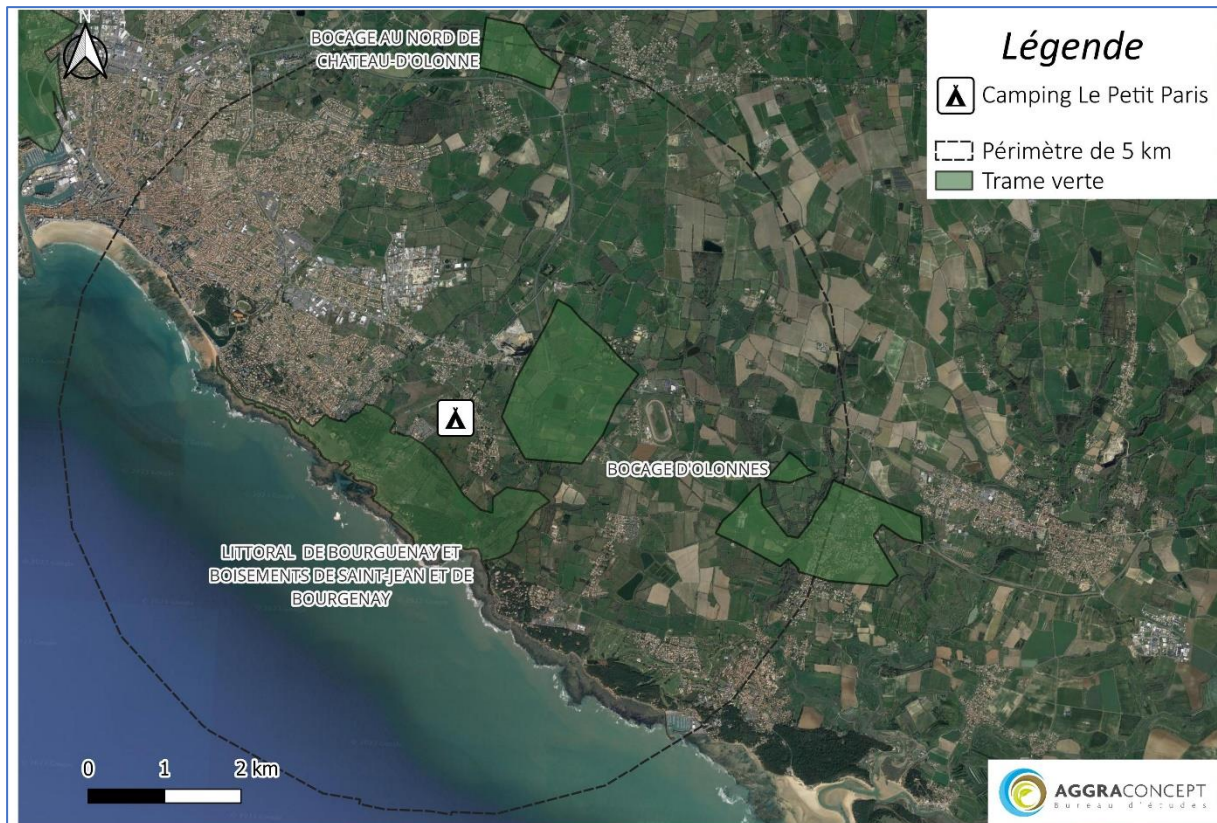 N
BOCAGE AU NORD DE
CHATEAU-D'OLONNE
Légende
Camping Le Petit Paris
Périmètre de 5 km
Trame verte
BOCAGE D'OLONNES
LITTORAL DE BOURGUENAY ET
BOISEMENTS DE SAINT-JEAN ET DE
BOURGENAY
0 1 2 km
AGGRACONCEPT
Bureau d'études